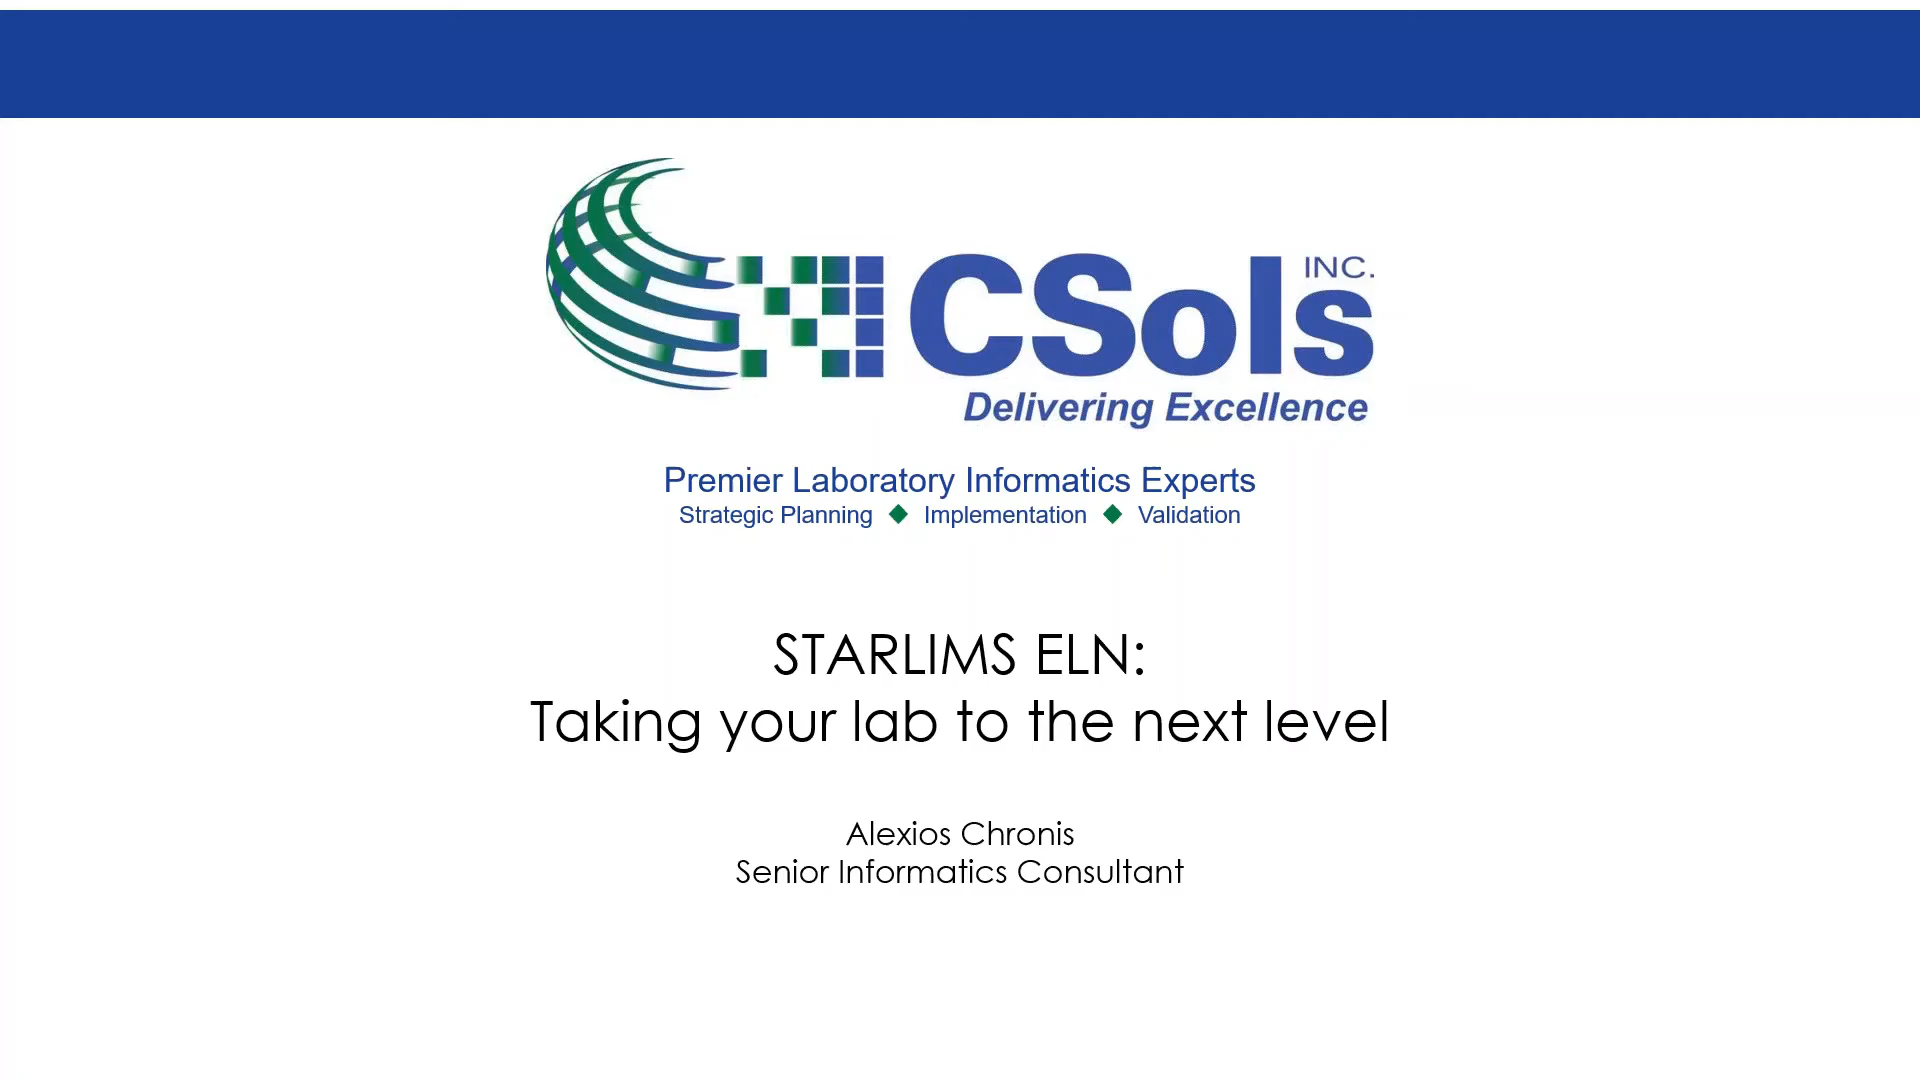 CSols INC.
Delivering Excellence
Premier Laboratory Informatics Experts
Strategic Planning ◆ Implementation ◆ Validation
STARLIMS ELN:
Taking your lab to the next level
Alexios Chronis
Senior Informatics Consultant